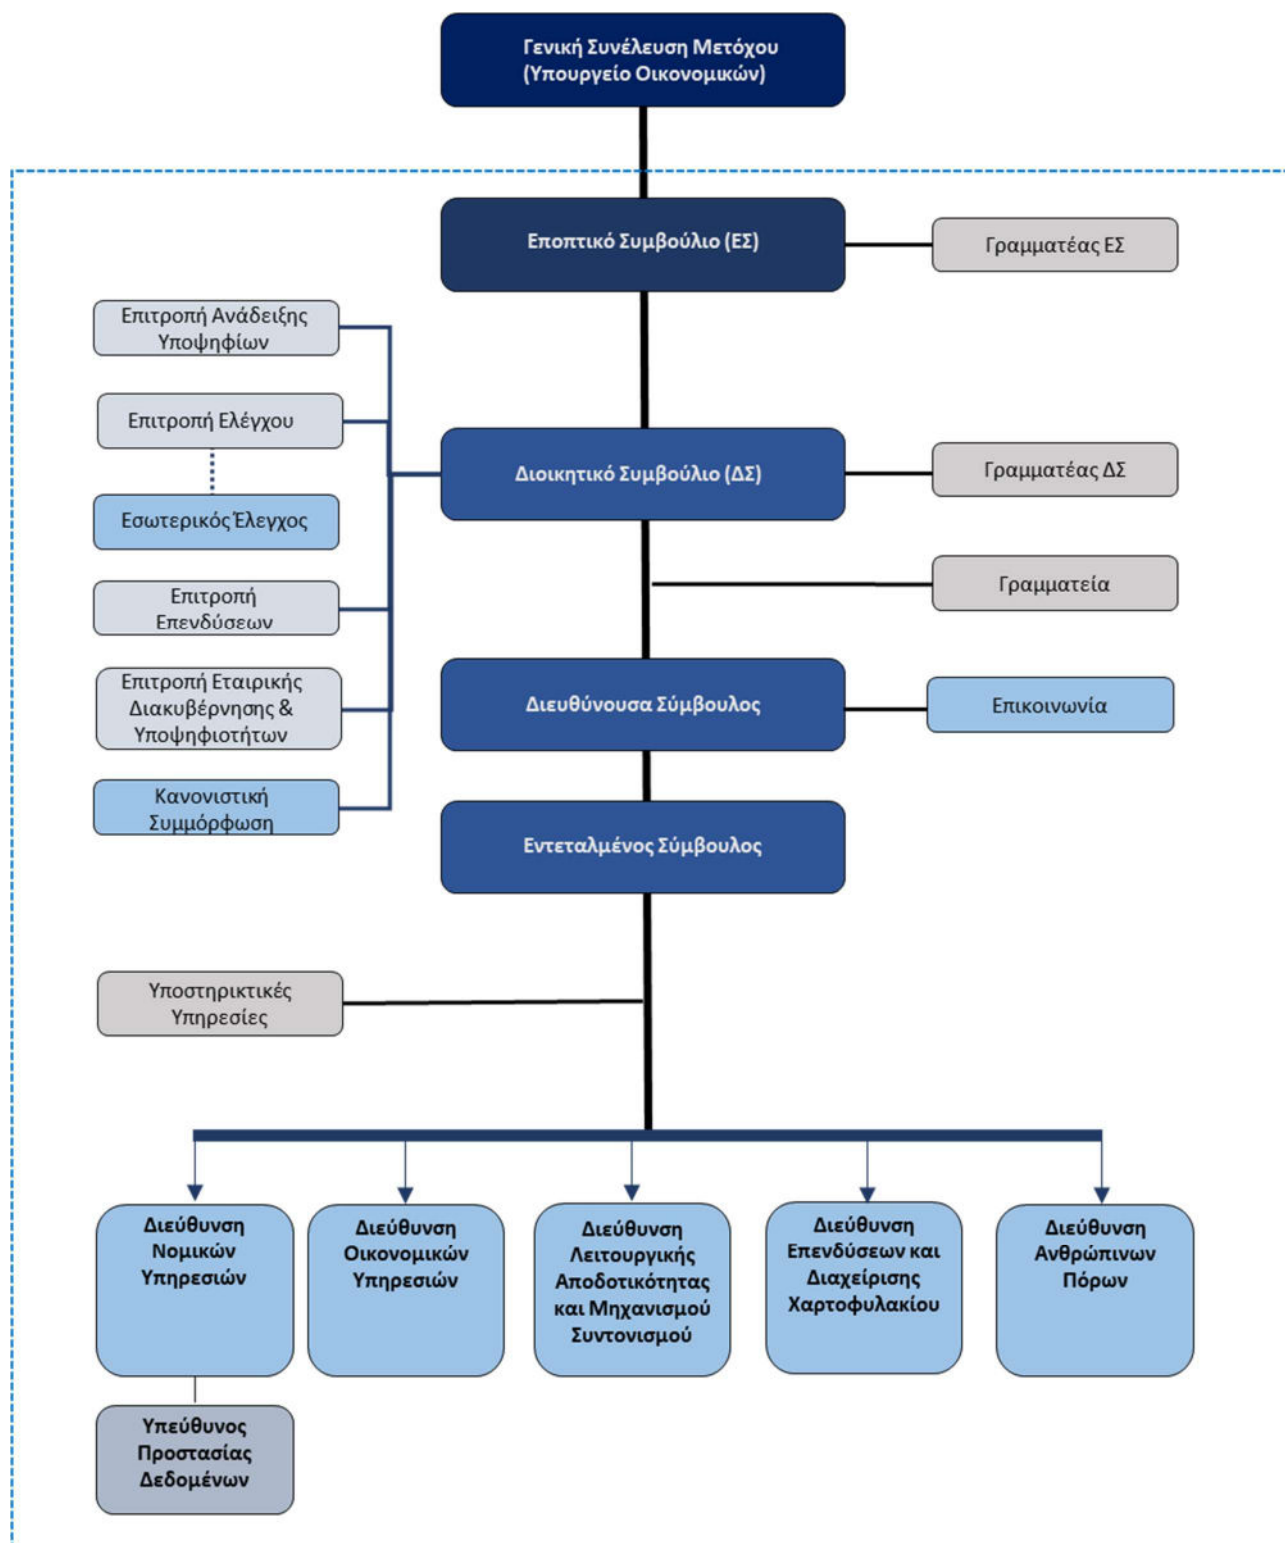 Γενική Συνέλευση Μετόχου
(Υπουργείο Οικονομικών)
Εποπτικό Συμβούλιο (ΕΣ)
Γραμματέας ΕΣ
Επιτροπή Ανάδειξης
Υποψηφίων
Επιτροπή Ελέγχου
Διοικητικό Συμβούλιο (ΔΣ)
Γραμματέας ΔΣ
Εσωτερικός Έλεγχος
Γραμματεία
Επιτροπή
Επενδύσεων
Επιτροπή Εταιρικής
Διακυβέρνησης &
Υποψηφιοτήτων
Διευθύνουσα Σύμβουλος
Επικοινωνία
Κανονιστική
Συμμόρφωση
Εντεταλμένος Σύμβουλος
Υποστηρικτικές
Υπηρεσίες
Διεύθυνση
Νομικών
Υπηρεσιών
Διεύθυνση
Οικονομικών
Υπηρεσιών
Διεύθυνση
Λειτουργικής
Αποδοτικότητας
και Μηχανισμού
Συντονισμού
Διεύθυνση
Επενδύσεων και
Διαχείρισης
Χαρτοφυλακίου
Διεύθυνση
Ανθρώπινων
Πόρων
Υπεύθυνος
Προστασίας
Δεδομένων